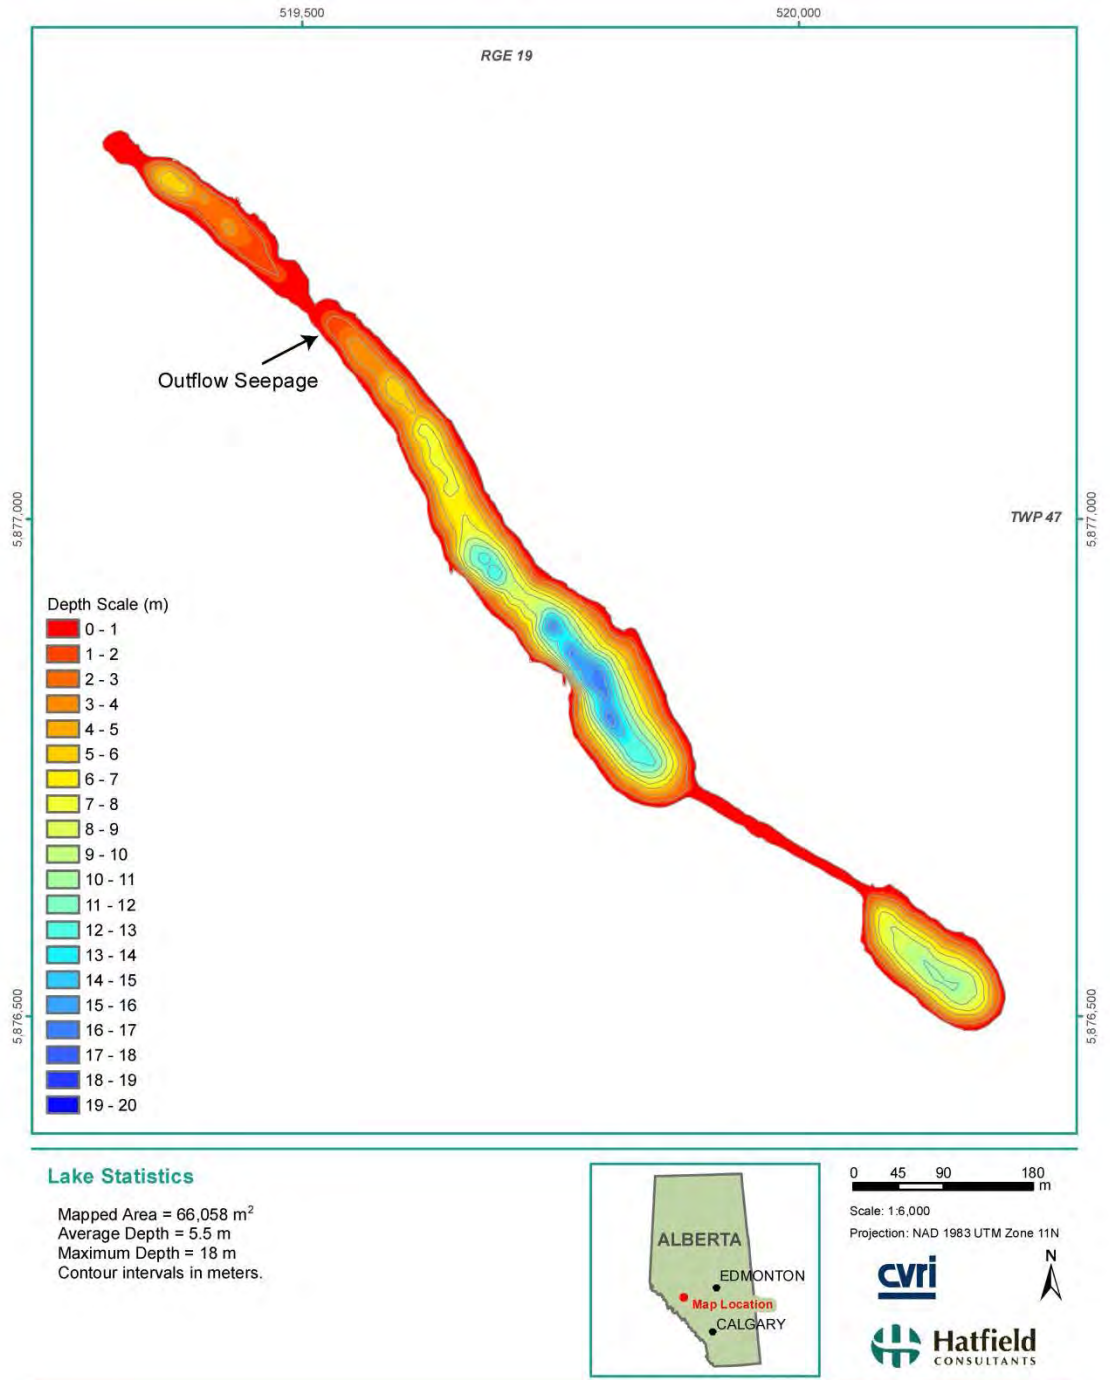 519,500
520,000
RGE 19
Outflow Seepage
5,877,000
5,877,000
TWP 47
Depth Scale (m)
0 - 1
1 - 2
2 - 3
3 - 4
4 - 5
5 - 6
6 - 7
7 - 8
8 - 9
9 - 10
10 - 11
11 - 12
12 - 13
13 - 14
14 - 15
15 - 16
16 - 17
17 - 18
18 - 19
19 - 20
5,876,500
5,876,500
Lake Statistics
Mapped Area = 66,058 m²
Average Depth = 5.5 m
Maximum Depth = 18 m
Contour intervals in meters.
ALBERTA
EDMONTON
Map Location
CALGARY
0 45 90 180
m
Scale: 1:6,000
Projection: NAD 1983 UTM Zone 11N
cvri
N
Hatfield
CONSULTANTS